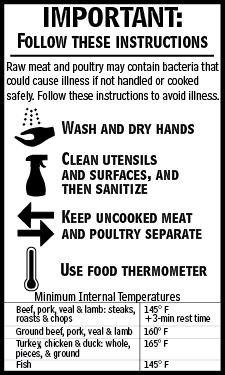 IMPORTANT:
FOLLOW THESE INSTRUCTIONS
Raw meat and poultry may contain bacteria that
could cause illness if not handled or cooked
safely. Follow these instructions to avoid illness.
WASH AND DRY HANDS
CLEAN UTENSILS
AND SURFACES, AND
THEN SANITIZE
KEEP UNCOOKED MEAT
AND POULTRY SEPARATE
USE FOOD THERMOMETER
Minimum Internal Temperatures
Beef, pork, veal & lamb: steaks, 145° F
roasts & chops +3-min rest time
Ground beef, pork, veal & lamb 160° F
Turkey, chicken & duck: whole, 165° F
pieces, & ground
Fish 145° F